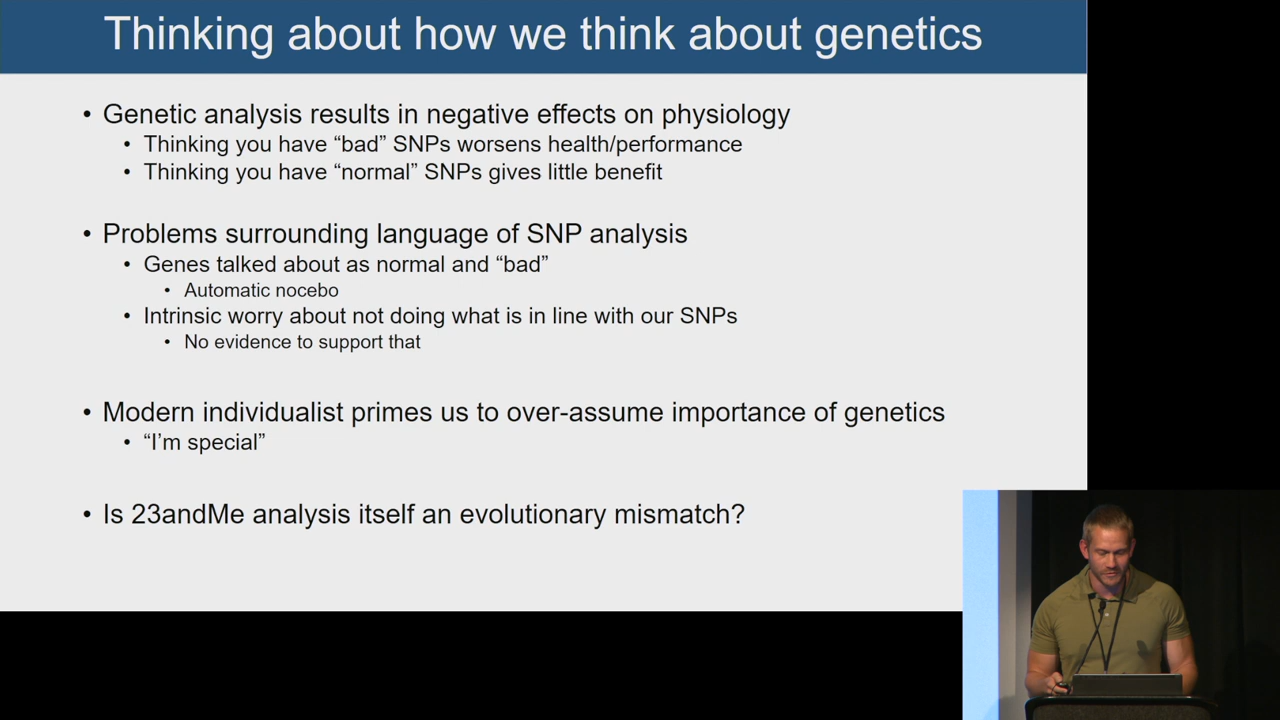 Thinking about how we think about genetics
• Genetic analysis results in negative effects on physiology
• Thinking you have “bad” SNPs worsens health/performance
• Thinking you have “normal” SNPs gives little benefit
• Problems surrounding language of SNP analysis
• Genes talked about as normal and “bad”
• Automatic nocebo
• Intrinsic worry about not doing what is in line with our SNPs
• No evidence to support that
• Modern individualist primes us to over-assume importance of genetics
• “I’m special”
• Is 23andMe analysis itself an evolutionary mismatch?